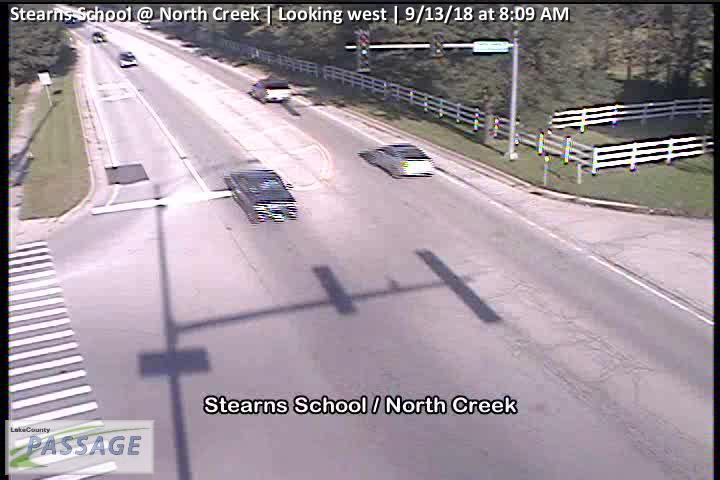 Stearns School @ North Creek | Looking west | 9/13/18 at 8:09 AM
Stearns School / North Creek
LakeCounty
PASSAGE